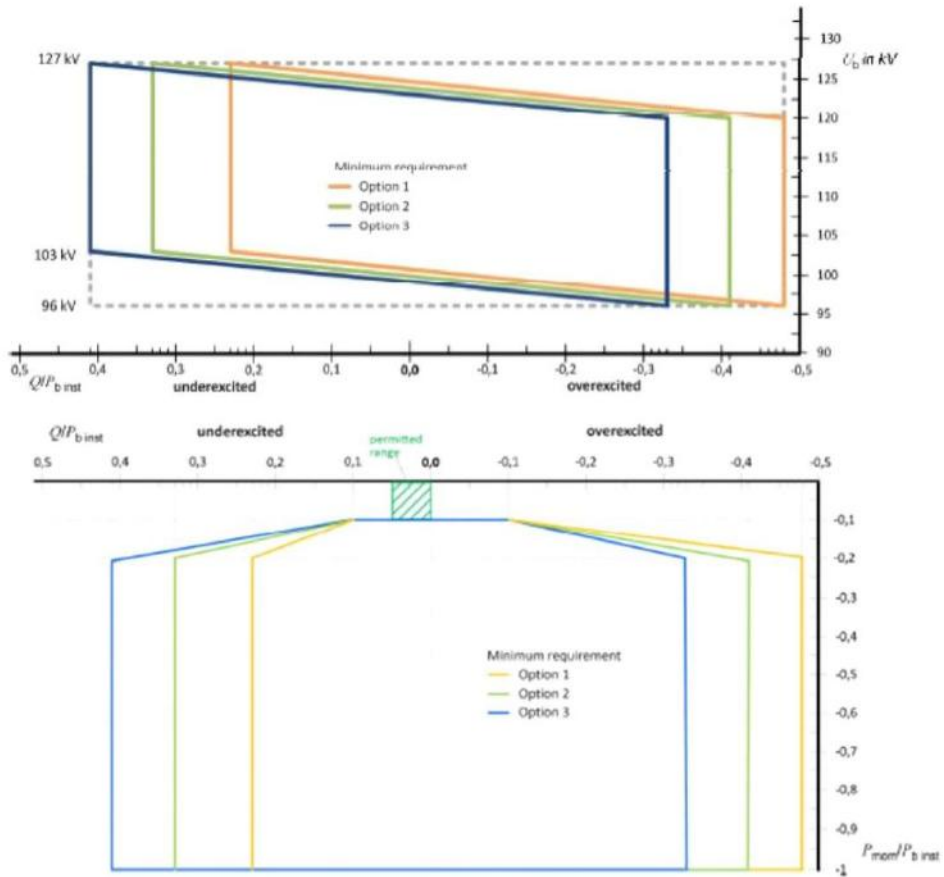 130
127 kV
U_b in kV
125
120
115
Minimum requirement
Option 1
110
Option 2
Option 3
105
103 kV
100
96 kV
95
90
0,5 0,4 0,3 0,2 0,1 0,0 -0,1 -0,2 -0,3 -0,4 -0,5
Q/P_b inst underexcited overexcited
Q/P_b inst underexcited overexcited
permitted
range
0,5 0,4 0,3 0,2 0,1 0,0 -0,1 -0,2 -0,3 -0,4 -0,5
-0,1
-0,2
-0,3
-0,4
Minimum requirement
Option 1
-0,5
Option 2
Option 3
-0,6
-0,7
-0,8
-0,9
P_mom/P_b inst
-1